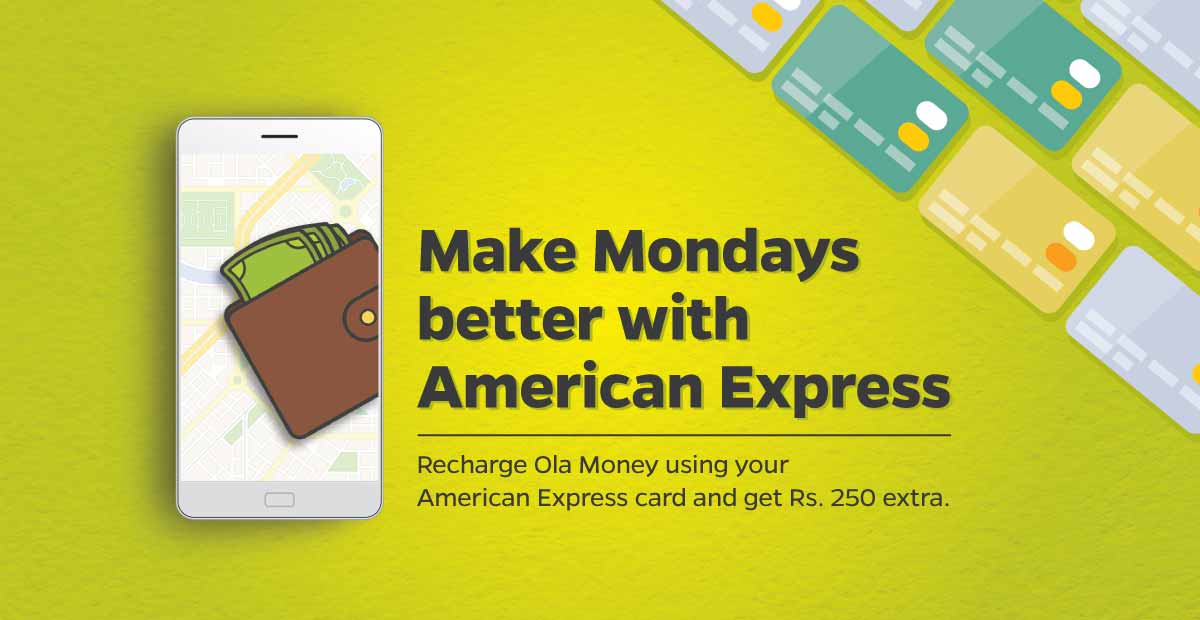 Make Mondays
better with
American Express
Recharge Ola Money using your
American Express card and get Rs. 250 extra.